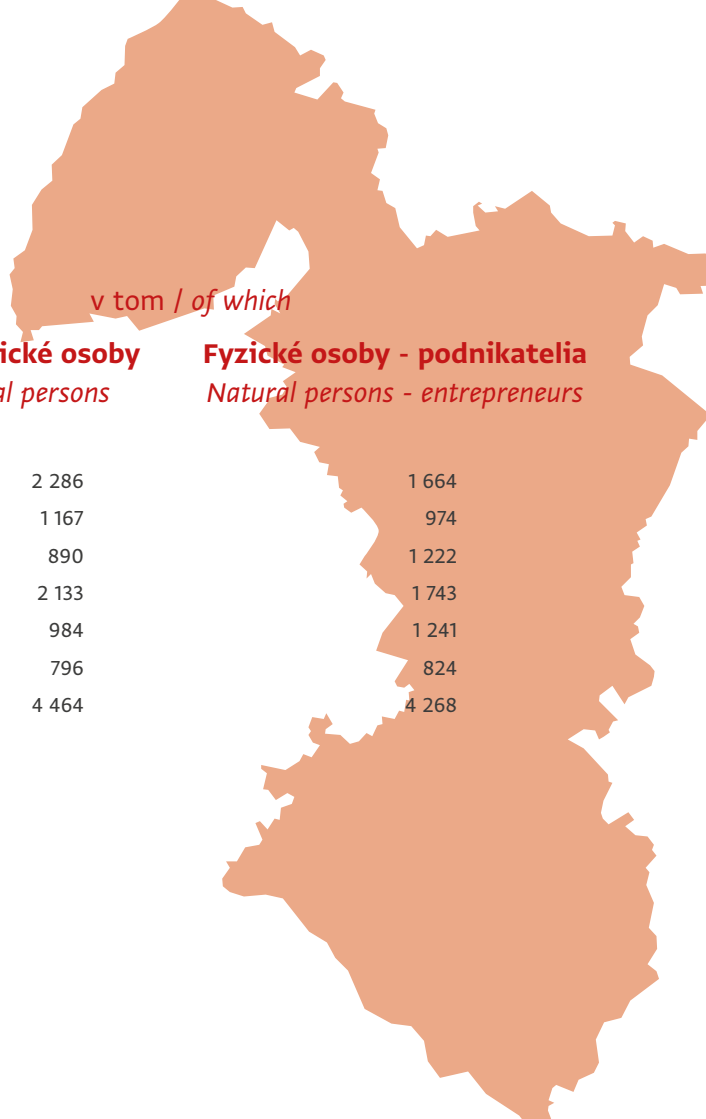 v tom / of which
ické osoby Fyzické osoby - podnikatelia
al persons Natural persons - entrepreneurs
2 286 1 664
1 167 974
890 1 222
2 133 1 743
984 1 241
796 824
4 464 4 268